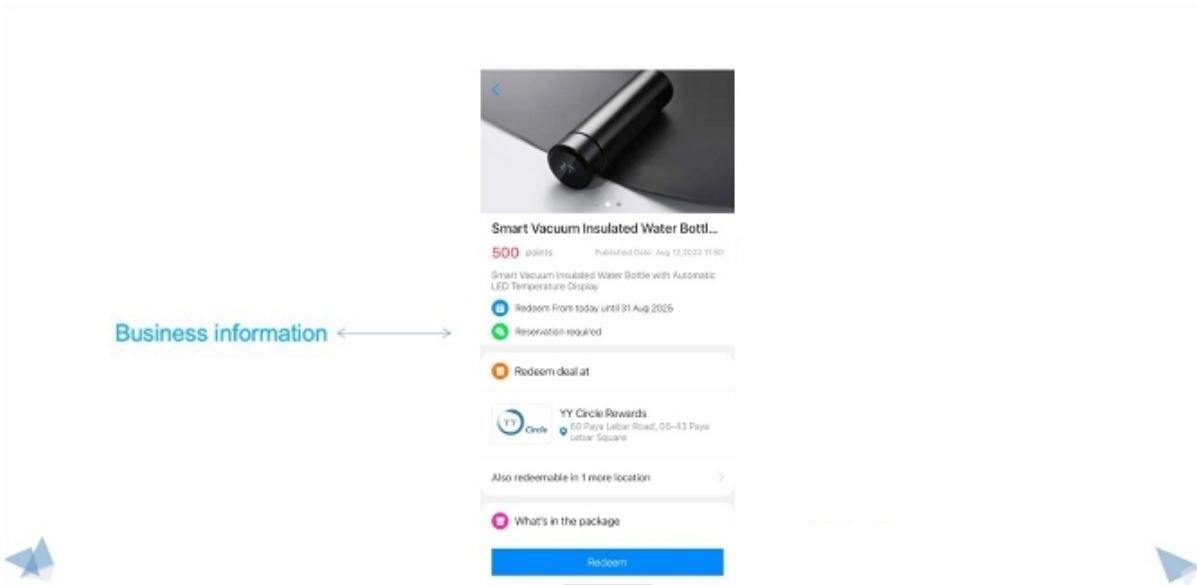 Smart Vacuum Insulated Water Bottl...
500 points
Published Date: Aug 12,2022 11:50
Smart Vacuum Insulated Water Bottle with Automatic
LED Temperature Display
Redeem From today until 31 Aug 2026
Business information
Reservation required
Redeem deal at
YY Circle
YY Circle Rewards
60 Paya Lebar Road, 05-43 Paya
Lebar Square
Also redeemable in 1 more location
What's in the package
Redeem